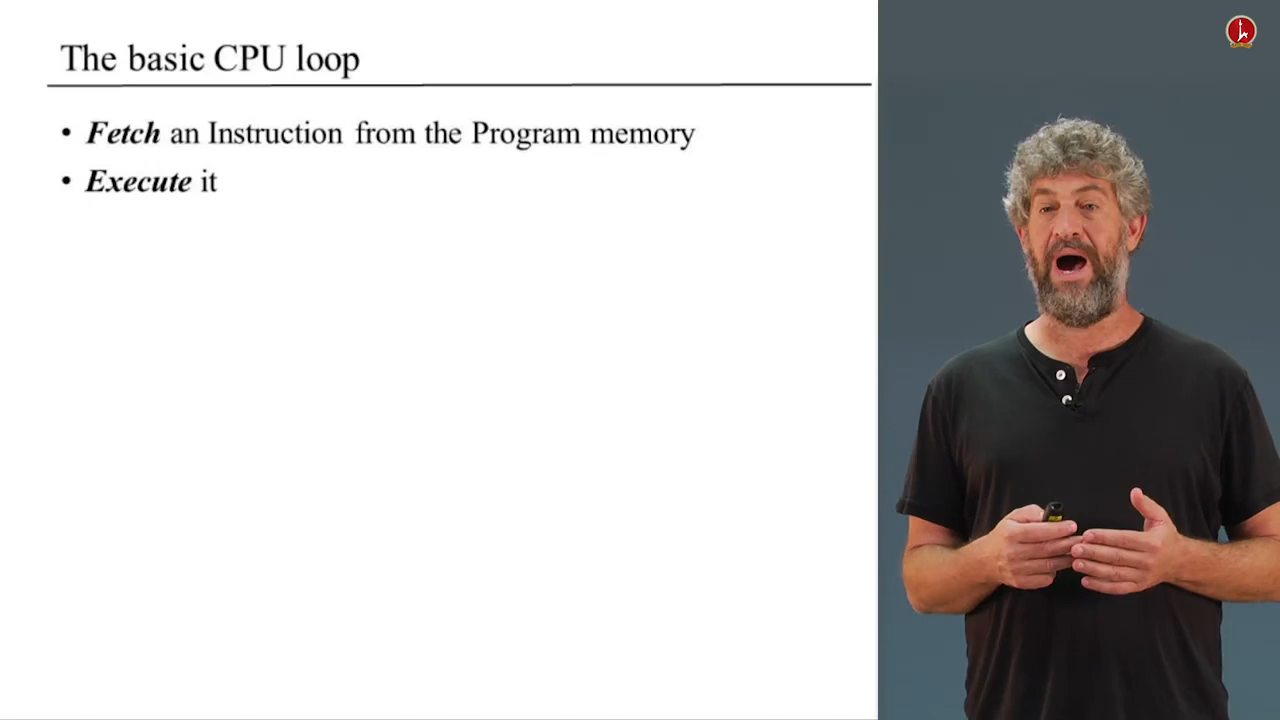 The basic CPU loop
• Fetch an Instruction from the Program memory
• Execute it